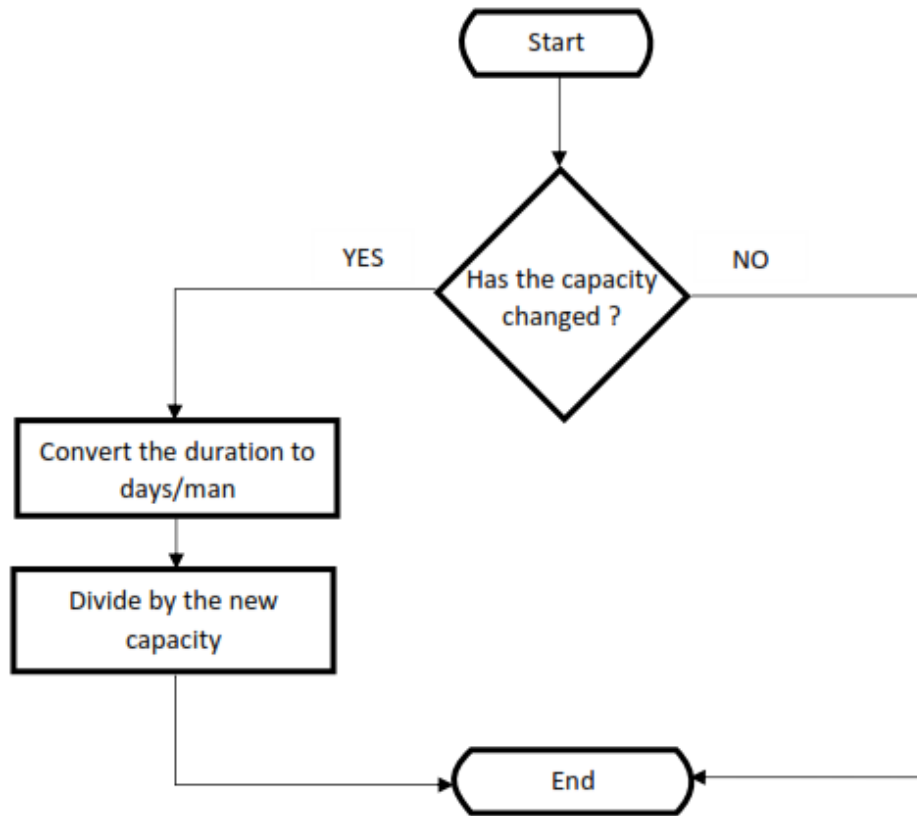 Start
YES
NO
Has the capacity
changed ?
Convert the duration to
days/man
Divide by the new
capacity
End